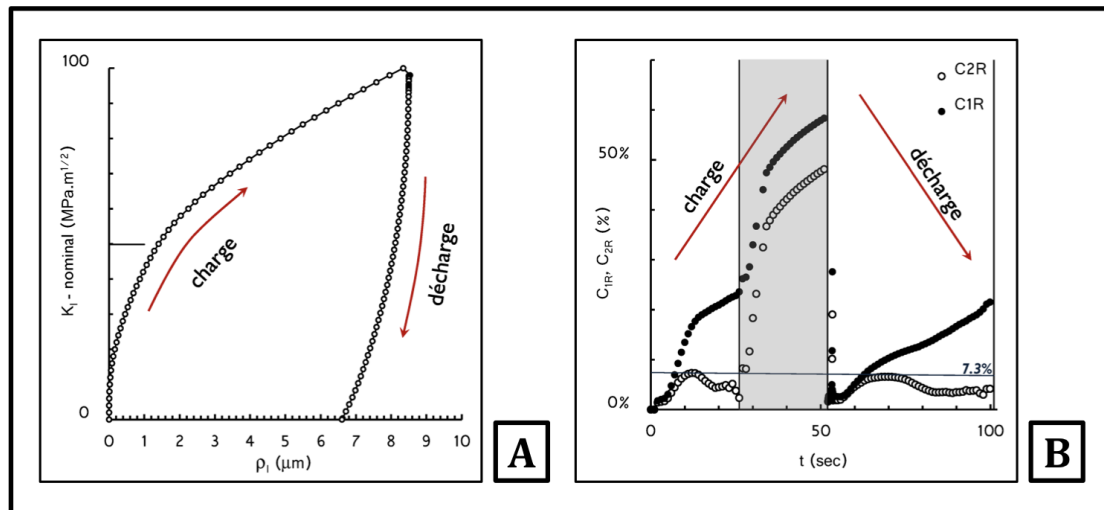 100
0
K_I - nominal (MPa.m^1/2)
charge
décharge
0 1 2 3 4 5 6 7 8 9 10
ρ_I (μm)
A
C2R
C1R
50%
0%
C_1R, C_2R (%)
charge
décharge
7.3%
0 50 100
t (sec)
B